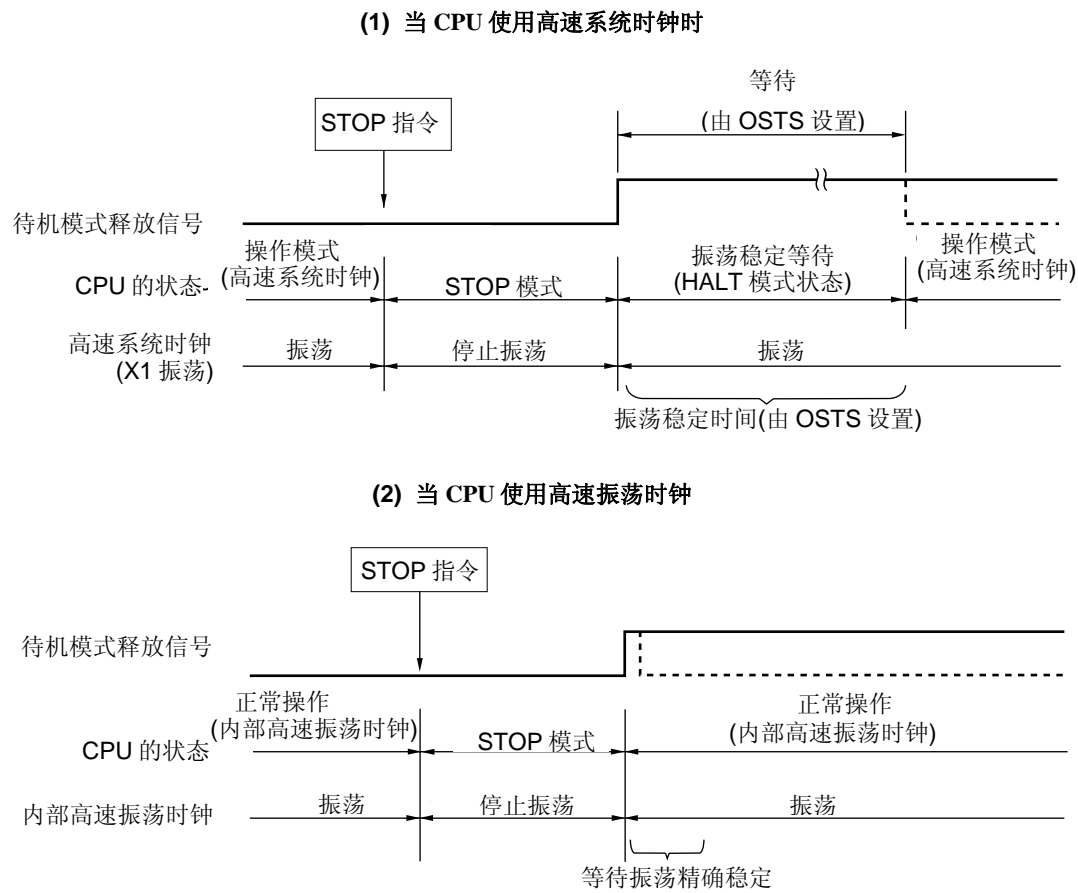 (1) 当 CPU 使用高速系统时钟时
等待
(由 OSTS 设置)
STOP 指令
待机模式释放信号
操作模式
(高速系统时钟)
振荡稳定等待
(HALT 模式状态)
操作模式
(高速系统时钟)
CPU 的状态
STOP 模式
高速系统时钟
(X1 振荡)
振荡
停止振荡
振荡
振荡稳定时间(由 OSTS 设置)
(2) 当 CPU 使用高速振荡时钟
STOP 指令
待机模式释放信号
正常操作
(内部高速振荡时钟)
正常操作
(内部高速振荡时钟)
CPU 的状态
STOP 模式
内部高速振荡时钟
振荡
停止振荡
振荡
等待振荡精确稳定